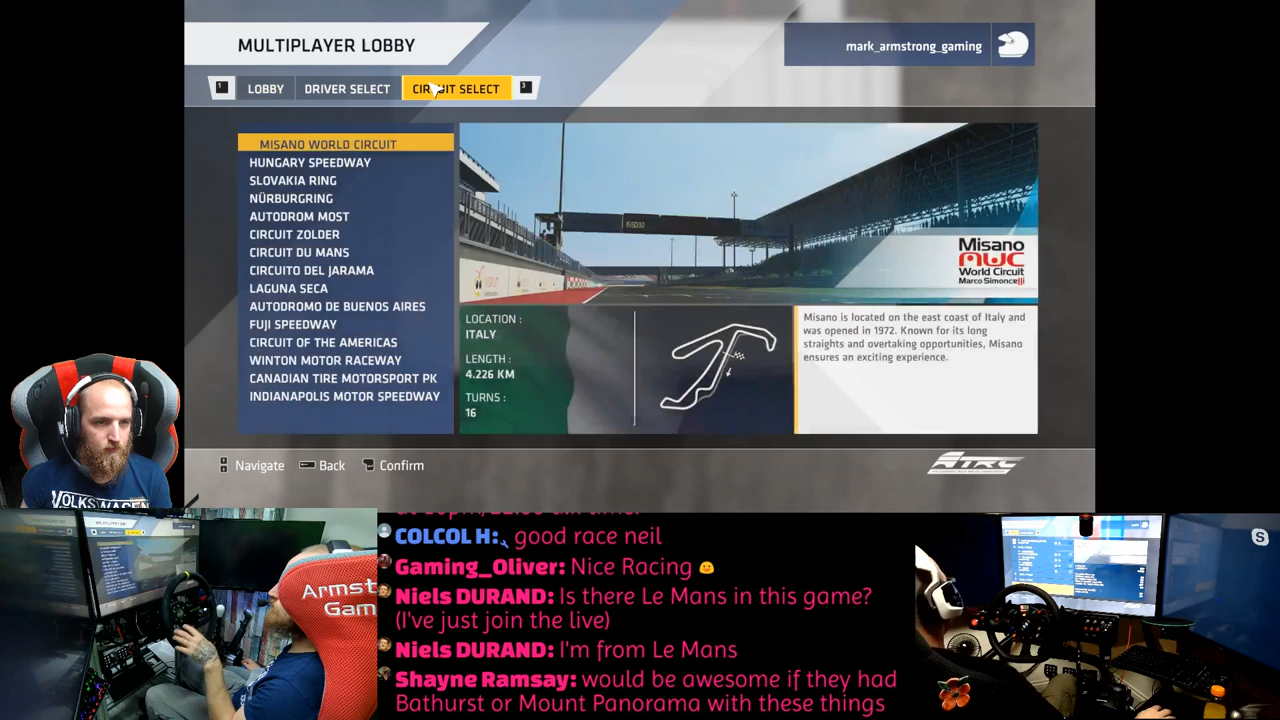 MULTIPLAYER LOBBY
mark_armstrong_gaming
1
LOBBY
DRIVER SELECT
CIRCUIT SELECT
3
MISANO WORLD CIRCUIT
HUNGARY SPEEDWAY
SLOVAKIA RING
NÜRBURGRING
AUTODROM MOST
CIRCUIT ZOLDER
CIRCUIT DU MANS
CIRCUITO DEL JARAMA
LAGUNA SECA
AUTODROMO DE BUENOS AIRES
FUJI SPEEDWAY
CIRCUIT OF THE AMERICAS
WINTON MOTOR RACEWAY
CANADIAN TIRE MOTORSPORT PK
INDIANAPOLIS MOTOR SPEEDWAY
Misano
MWC
World Circuit
Marco Simoncelli
LOCATION :
ITALY
LENGTH :
4.226 KM
TURNS :
16
Misano is located on the east coast of Italy and
was opened in 1972. Known for its long
straights and overtaking opportunities, Misano
ensures an exciting experience.
Navigate
Back
Confirm
VOLKSWAGEN
COLCOL H: good race neil
Gaming_Oliver: Nice Racing
Niels DURAND: Is there Le Mans in this game?
(I've just join the live)
Niels DURAND: I'm from Le Mans
Shayne Ramsay: would be awesome if they had
Bathurst or Mount Panorama with these things
Armst
Gam